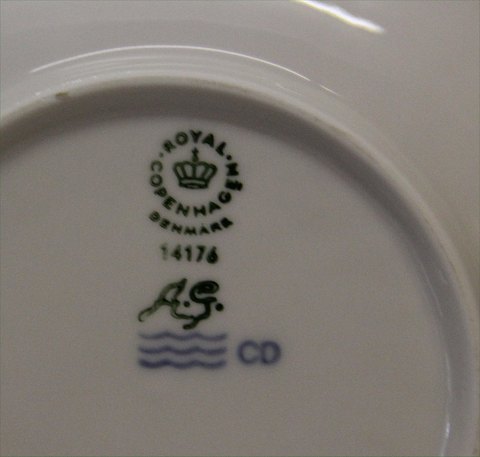 ROYAL
COPENHAGEN
DENMARK
14176
A.G.
CD